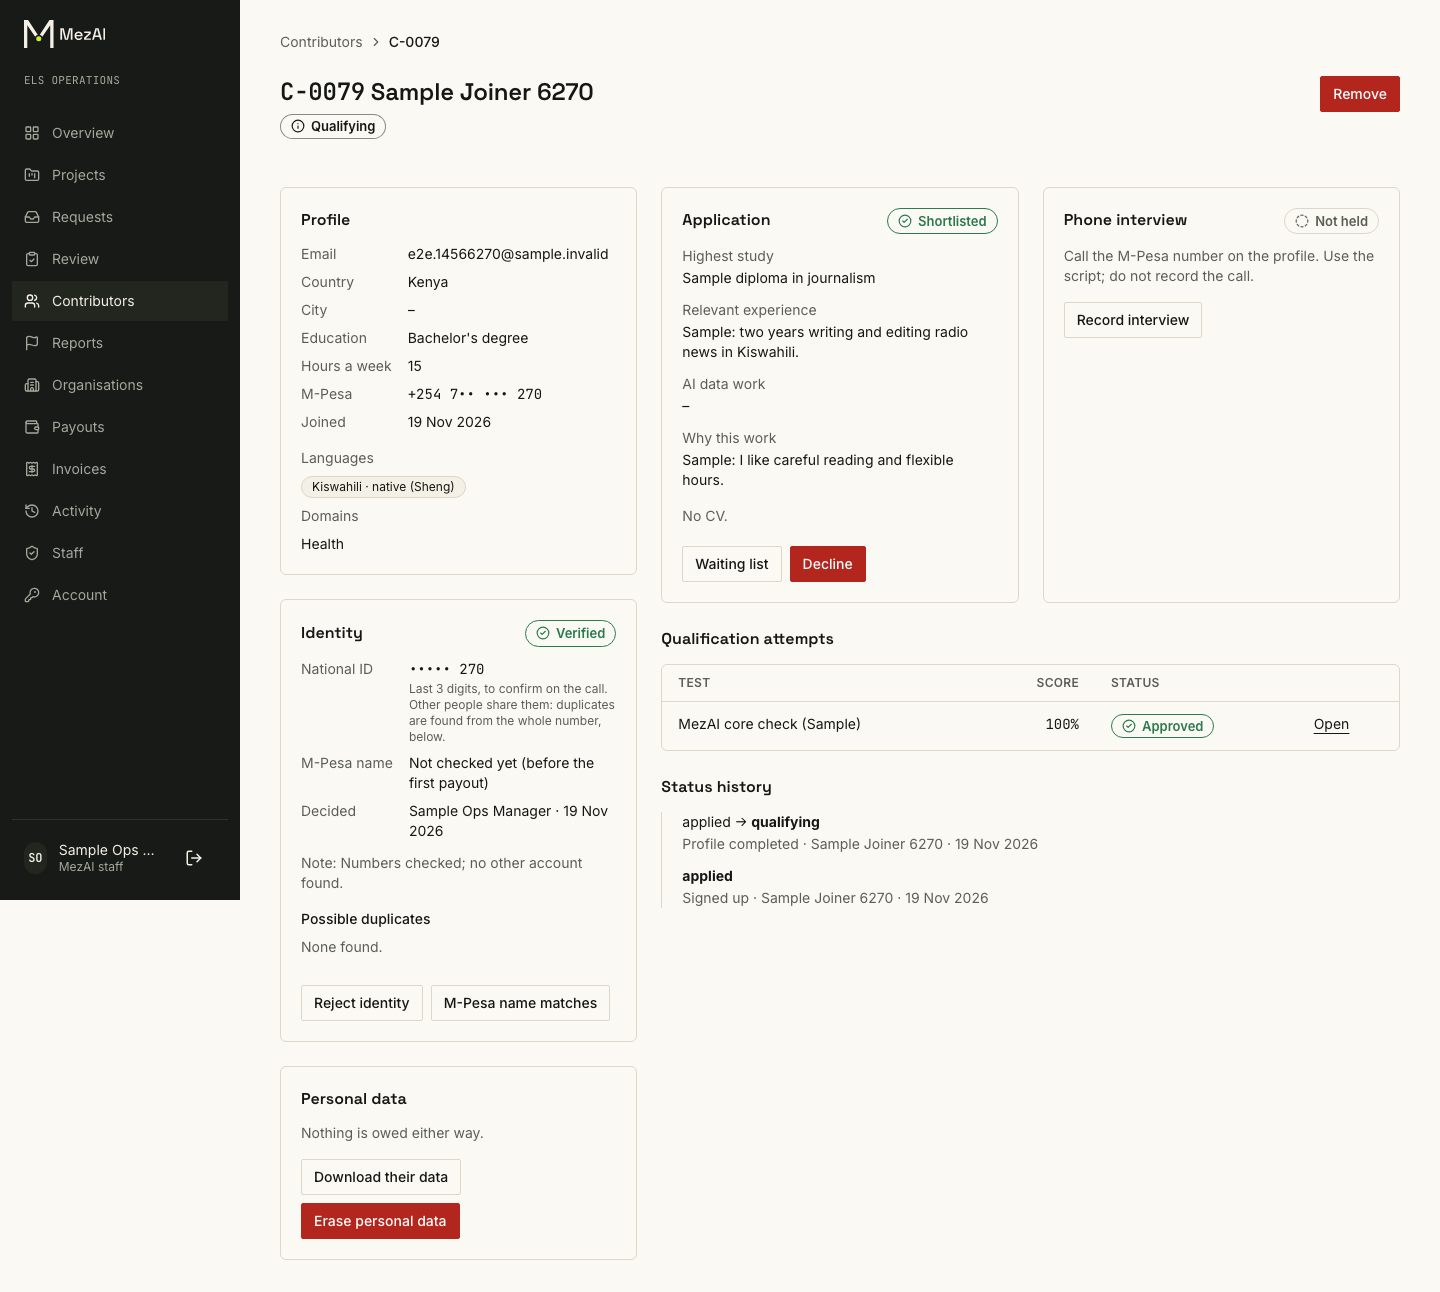 MezAI
ELS OPERATIONS
Overview
Projects
Requests
Review
Contributors
Reports
Organisations
Payouts
Invoices
Activity
Staff
Account
SO
Sample Ops ...
MezAI staff
Contributors > C-0079
C-0079 Sample Joiner 6270
Qualifying
Remove
Profile
Email e2e.14566270@sample.invalid
Country Kenya
City –
Education Bachelor's degree
Hours a week 15
M-Pesa +254 7•• ••• 270
Joined 19 Nov 2026
Languages
Kiswahili · native (Sheng)
Domains
Health
Identity Verified
National ID ••••• 270
Last 3 digits, to confirm on the call.
Other people share them: duplicates
are found from the whole number,
below.
M-Pesa name Not checked yet (before the
first payout)
Decided Sample Ops Manager · 19 Nov
2026
Note: Numbers checked; no other account
found.
Possible duplicates
None found.
Reject identity M-Pesa name matches
Personal data
Nothing is owed either way.
Download their data
Erase personal data
Application Shortlisted
Highest study
Sample diploma in journalism
Relevant experience
Sample: two years writing and editing radio
news in Kiswahili.
AI data work
–
Why this work
Sample: I like careful reading and flexible
hours.
No CV.
Waiting list Decline
Phone interview Not held
Call the M-Pesa number on the profile. Use the
script; do not record the call.
Record interview
Qualification attempts
TEST SCORE STATUS
MezAI core check (Sample) 100% Approved Open
Status history
applied → qualifying
Profile completed · Sample Joiner 6270 · 19 Nov 2026
applied
Signed up · Sample Joiner 6270 · 19 Nov 2026